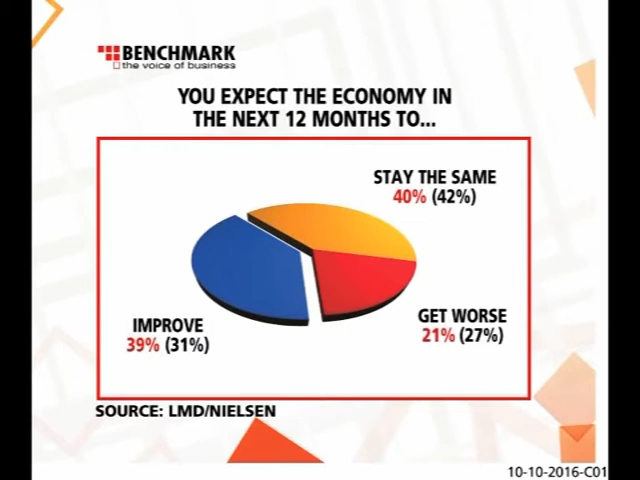 BENCHMARK
the voice of business
YOU EXPECT THE ECONOMY IN
THE NEXT 12 MONTHS TO...
STAY THE SAME
40% (42%)
GET WORSE
21% (27%)
IMPROVE
39% (31%)
SOURCE: LMD/NIELSEN
10-10-2016-C01